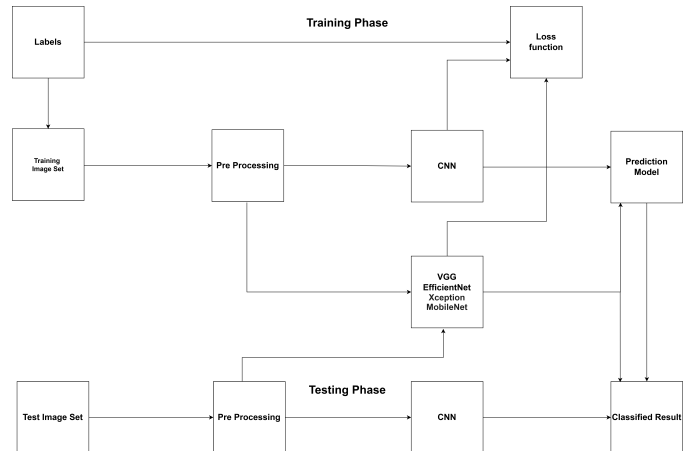 Training Phase
Labels
Loss
function
Training
Image Set
Pre Processing
CNN
Prediction
Model
VGG
EfficientNet
Xception
MobileNet
Testing Phase
Test Image Set
Pre Processing
CNN
Classified Result